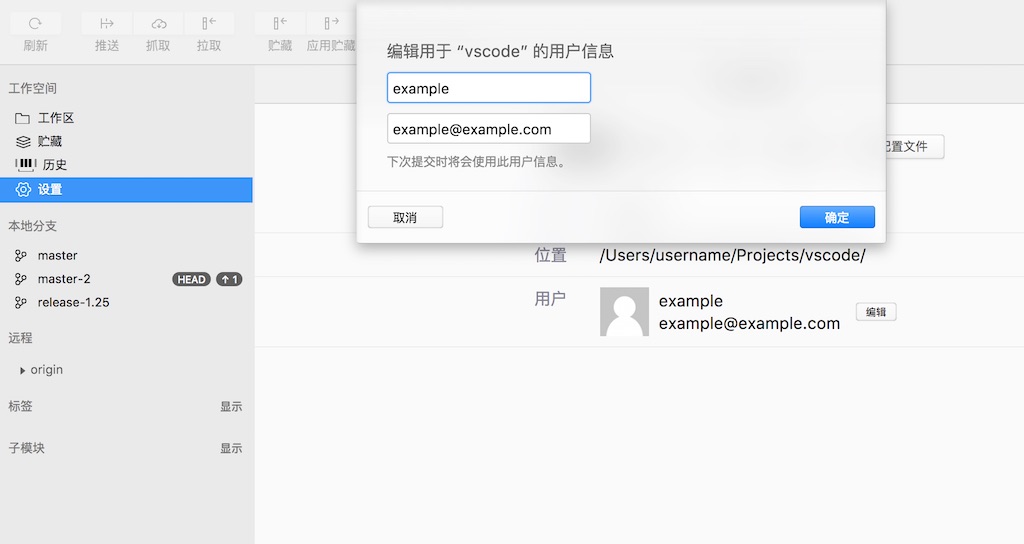 刷新 推送 抓取 拉取 贮藏 应用贮藏
编辑用于 “vscode” 的用户信息
example
example@example.com
下次提交时将会使用此用户信息。
取消 确定
配置文件
工作空间
工作区
贮藏
历史
设置
本地分支
master
master-2 HEAD ↑ 1
release-1.25
远程
origin
标签 显示
子模块 显示
位置 /Users/username/Projects/vscode/
用户 example
example@example.com
编辑